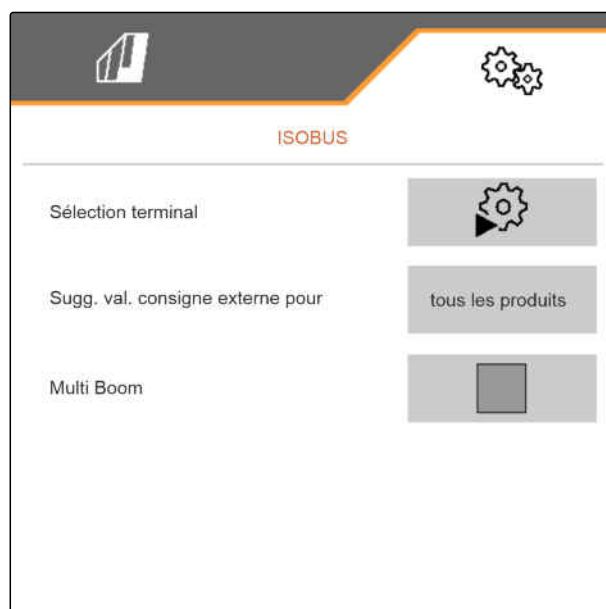 ISOBUS
Sélection terminal
Sugg. val. consigne externe pour
tous les produits
Multi Boom